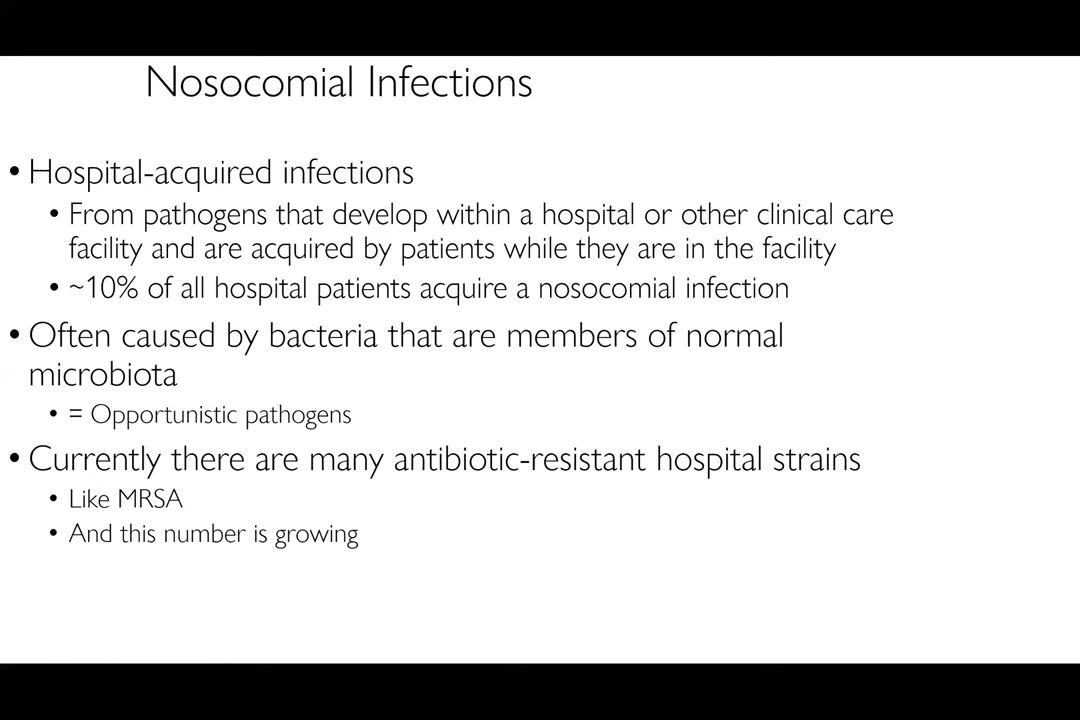 Nosocomial Infections
• Hospital-acquired infections
• From pathogens that develop within a hospital or other clinical care
facility and are acquired by patients while they are in the facility
• ~10% of all hospital patients acquire a nosocomial infection
• Often caused by bacteria that are members of normal
microbiota
• = Opportunistic pathogens
• Currently there are many antibiotic-resistant hospital strains
• Like MRSA
• And this number is growing